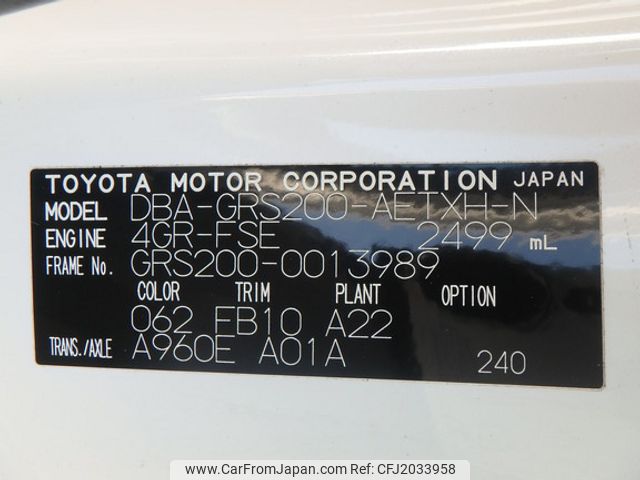 TOYOTA MOTOR CORPORATION JAPAN
MODEL DBA-GRS200-AETXH-N
ENGINE 4GR-FSE 2499 mL
FRAME No. GRS200-0013989
COLOR TRIM PLANT OPTION
062 FB10 A22
TRANS./AXLE A960E A01A 240
www.CarFromJapan.com - CFJ2033958